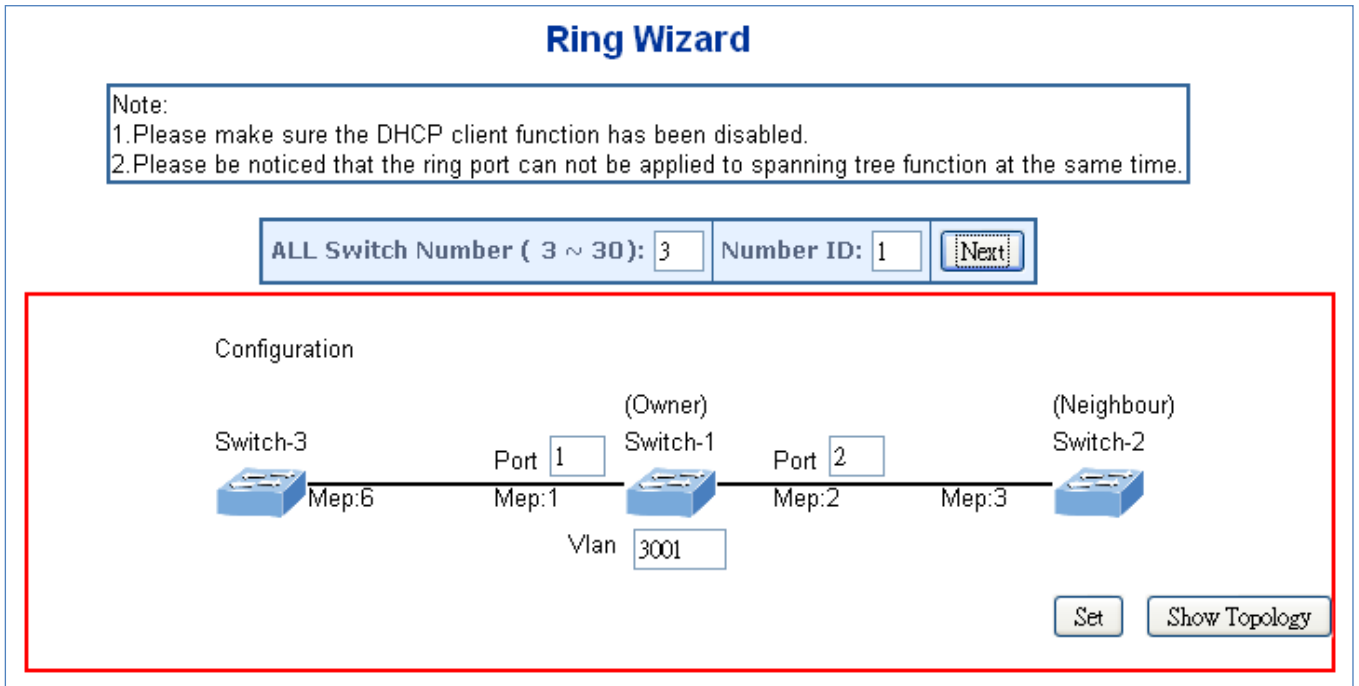 Ring Wizard
Note:
1.Please make sure the DHCP client function has been disabled.
2.Please be noticed that the ring port can not be applied to spanning tree function at the same time.
ALL Switch Number ( 3 ~ 30): 3 Number ID: 1 Next
Configuration
(Owner) (Neighbour)
Switch-3 Port 1 Switch-1 Port 2 Switch-2
Mep:6 Mep:1 Mep:2 Mep:3
Vlan 3001
Set Show Topology